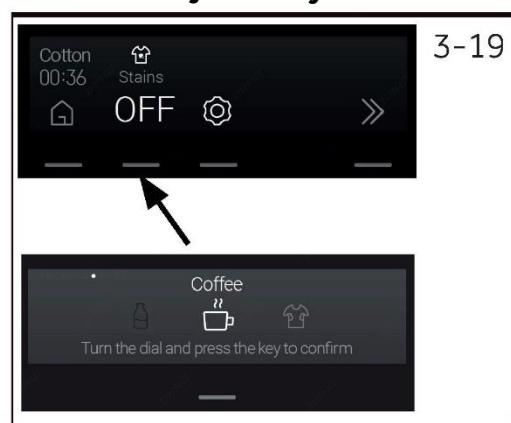 3-19
Cotton
00:36
Stains
OFF
Coffee
Turn the dial and press the key to confirm